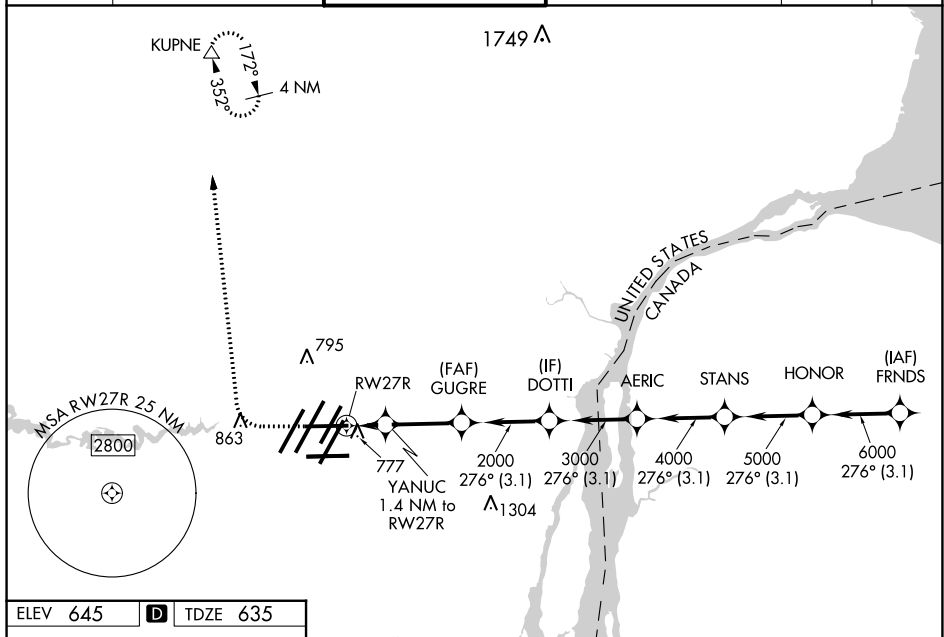 KUPNE
172°
352°
4 NM
1749
UNITED STATES
CANADA
795
RW27R
(FAF)
GUGRE
(IF)
DOTTI
AERIC
STANS
HONOR
(IAF)
FRNDS
MSA RW27R 25 NM
2800
863
777
YANUC
1.4 NM to
RW27R
2000
276° (3.1)
3000
276° (3.1)
4000
276° (3.1)
5000
276° (3.1)
6000
276° (3.1)
1304
ELEV 645 D TDZE 635